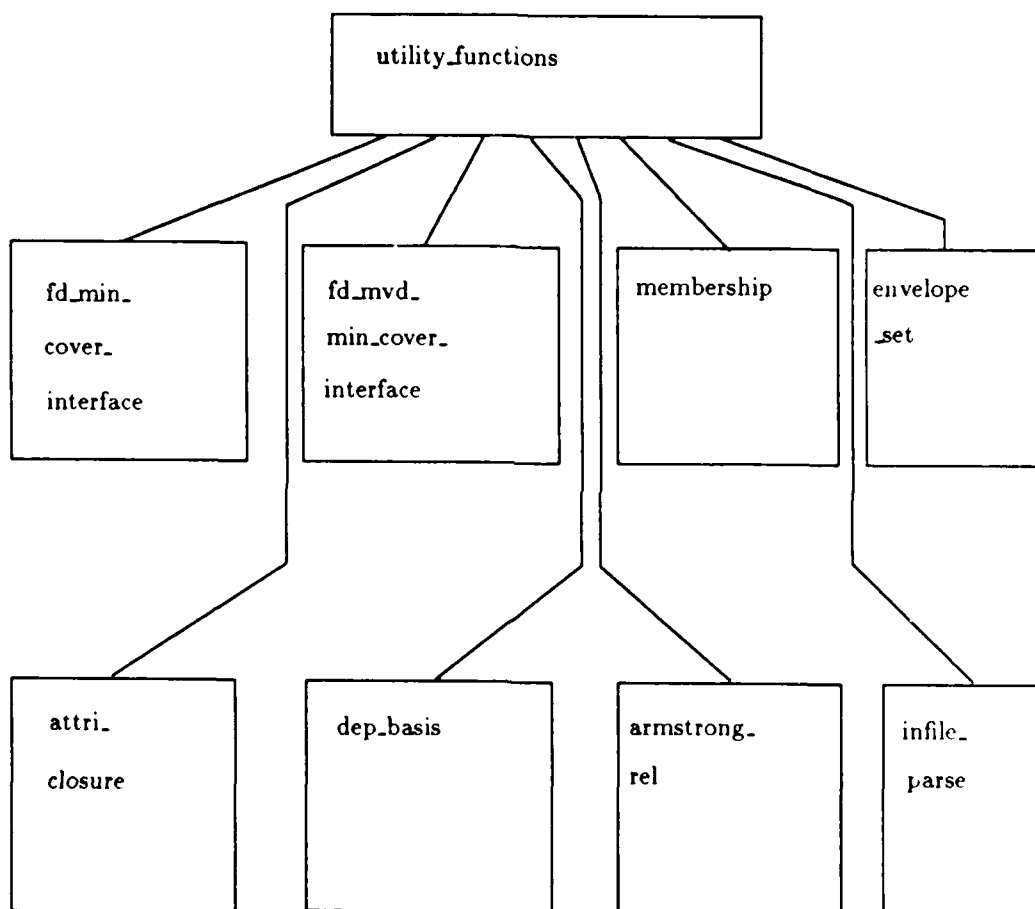 utility_functions
fd_min_
cover_
interface
fd_mvd_
min_cover_
interface
membership
envelope
_set
attri_
closure
dep_basis
armstrong_
rel
infile_
parse